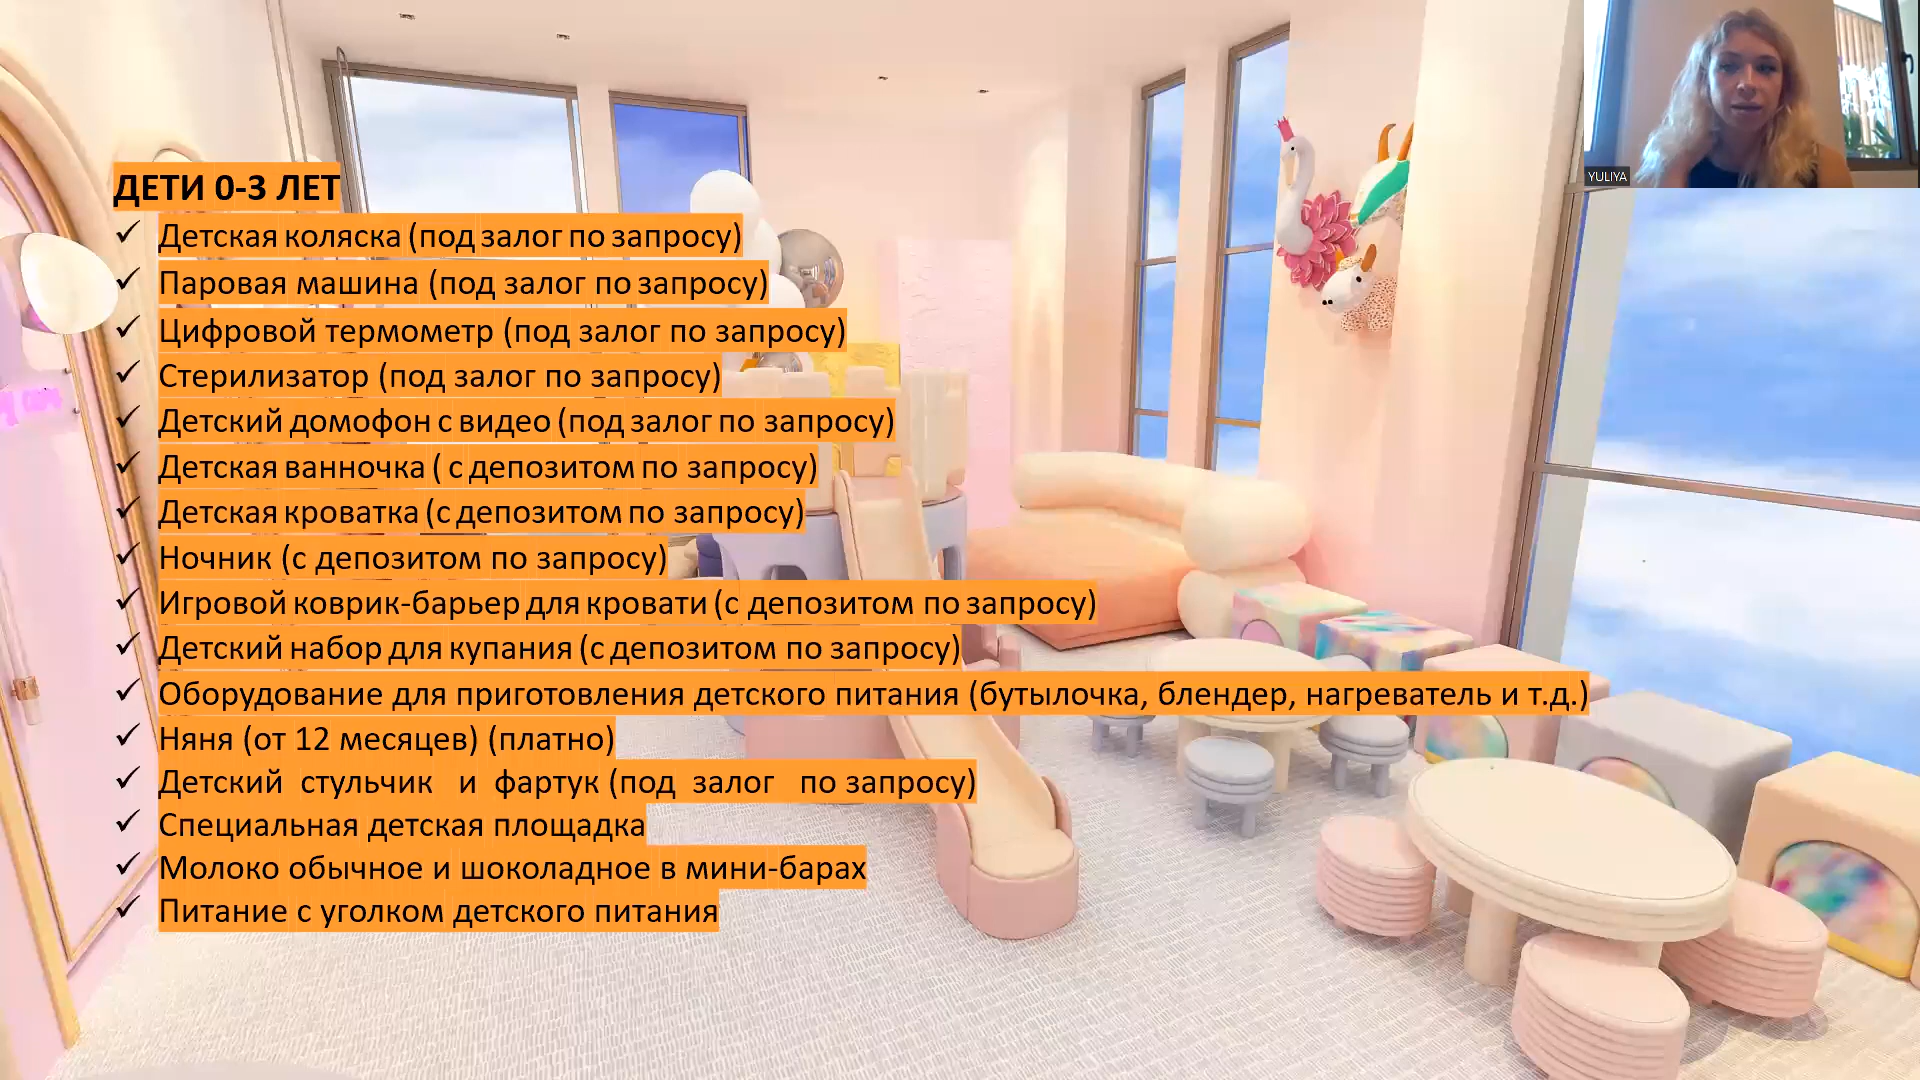 YULIYA
ДЕТИ 0-3 ЛЕТ
✓ Детская коляска (под залог по запросу)
✓ Паровая машина (под залог по запросу)
✓ Цифровой термометр (под залог по запросу)
✓ Стерилизатор (под залог по запросу)
✓ Детский домофон с видео (под залог по запросу)
✓ Детская ванночка ( с депозитом по запросу)
✓ Детская кроватка (с депозитом по запросу)
✓ Ночник (с депозитом по запросу)
✓ Игровой коврик-барьер для кровати (с депозитом по запросу)
✓ Детский набор для купания (с депозитом по запросу)
✓ Оборудование для приготовления детского питания (бутылочка, блендер, нагреватель и т.д.)
✓ Няня (от 12 месяцев) (платно)
✓ Детский стульчик и фартук (под залог по запросу)
✓ Специальная детская площадка
✓ Молоко обычное и шоколадное в мини-барах
✓ Питание с уголком детского питания